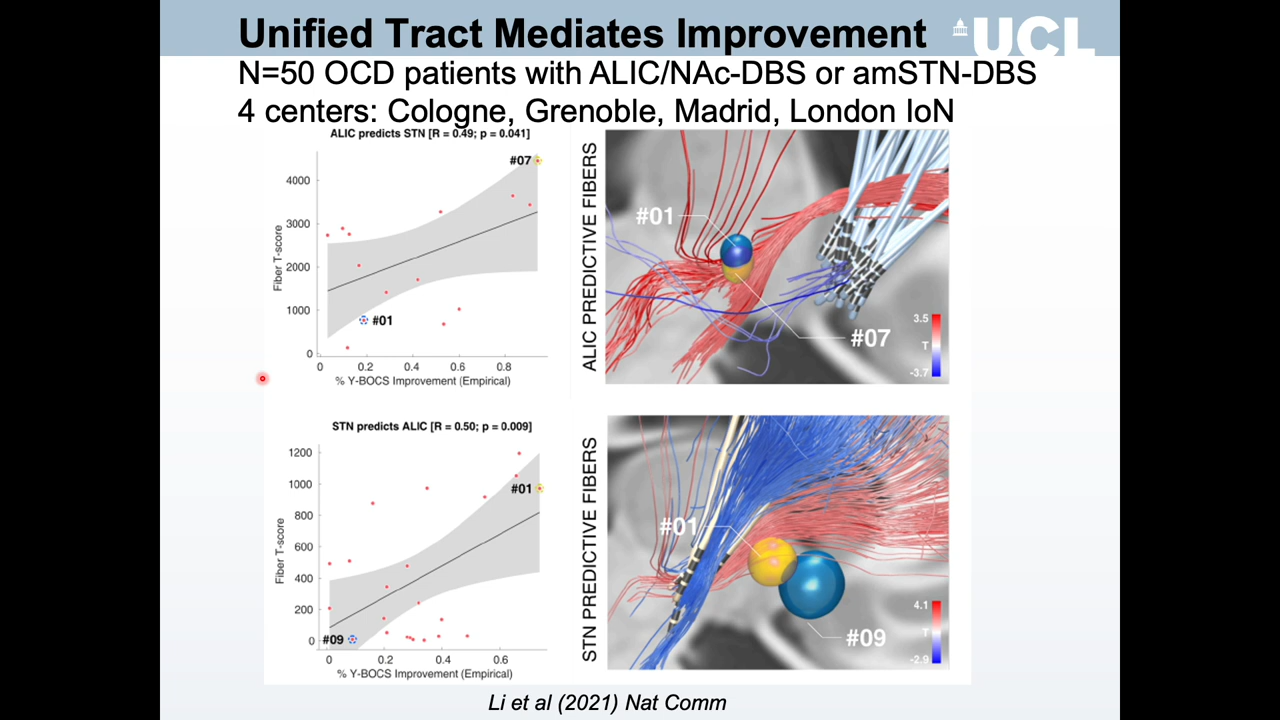 Unified Tract Mediates Improvement
UCL
N=50 OCD patients with ALIC/NAc-DBS or amSTN-DBS
4 centers: Cologne, Grenoble, Madrid, London IoN
ALIC predicts STN [R = 0.49; p = 0.041]
#07
4000
3000
2000
1000
0
Fiber T-score
#01
0
0.2
0.4
0.6
0.8
% Y-BOCS Improvement (Empirical)
ALIC PREDICTIVE FIBERS
#01
#07
3.5
T
-3.7
STN predicts ALIC [R = 0.50; p = 0.009]
1200
1000
800
600
400
200
0
Fiber T-score
#01
#09
0
0.2
0.4
0.6
% Y-BOCS Improvement (Empirical)
STN PREDICTIVE FIBERS
#01
#09
4.1
T
-2.9
Li et al (2021) Nat Comm